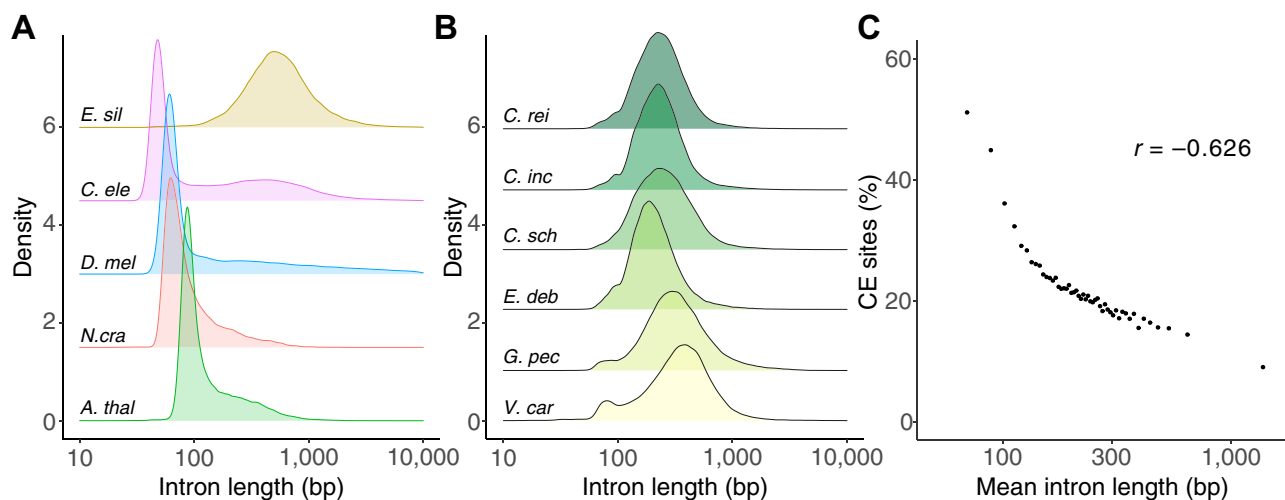 A
Density
6
4
2
0
E. sil
C. ele
D. mel
N.cra
A. thal
10
100
1,000
10,000
Intron length (bp)
B
Density
6
4
2
0
C. rei
C. inc
C. sch
E. deb
G. pec
V. car
10
100
1,000
10,000
Intron length (bp)
C
CE sites (%)
60
40
20
0
r = −0.626
100
300
1,000
Mean intron length (bp)